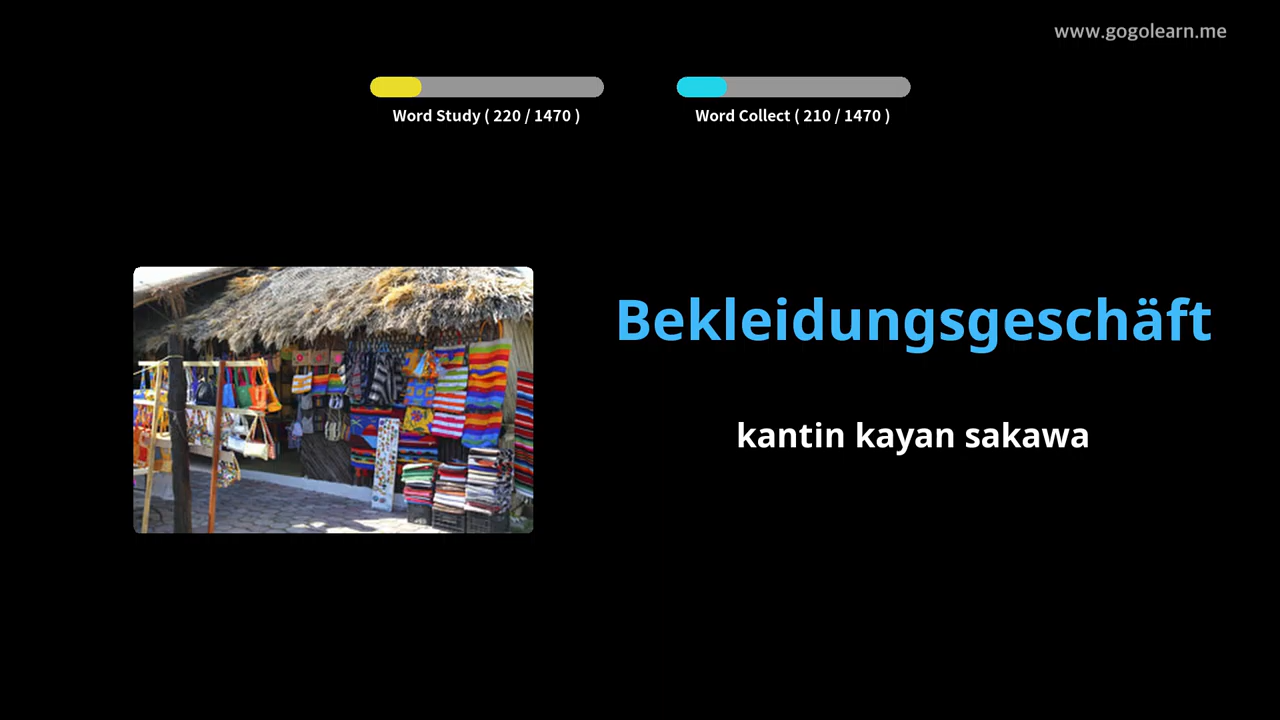 www.gogolearn.me
Word Study ( 220 / 1470 )
Word Collect ( 210 / 1470 )
Bekleidungsgeschäft
kantin kayan sakawa